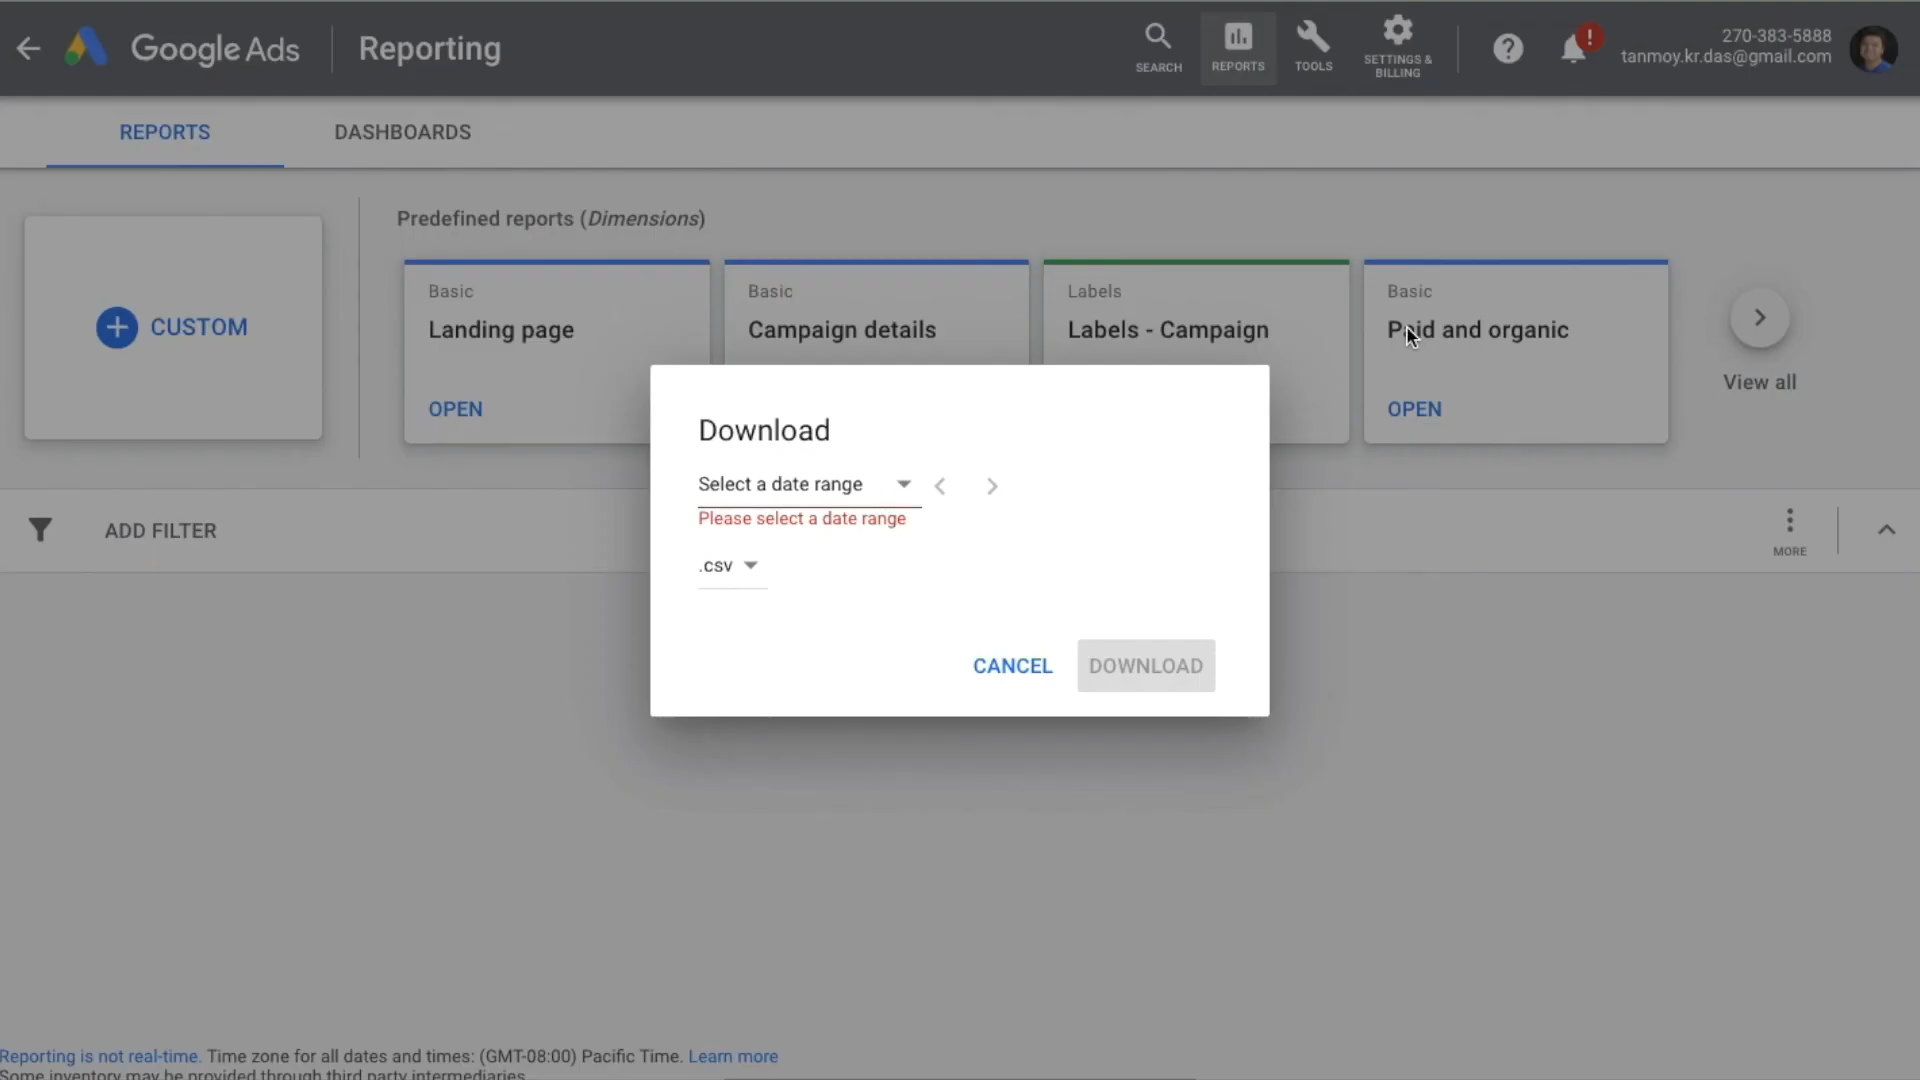 Google Ads
Reporting
SEARCH
REPORTS
TOOLS
SETTINGS &
BILLING
270-383-5888
tanmoy.kr.das@gmail.com
REPORTS
DASHBOARDS
CUSTOM
Predefined reports (Dimensions)
Basic
Landing page
OPEN
Basic
Campaign details
Labels
Labels - Campaign
Basic
Paid and organic
OPEN
View all
Download
Select a date range
Please select a date range
.csv
CANCEL
DOWNLOAD
ADD FILTER
MORE
Reporting is not real-time. Time zone for all dates and times: (GMT-08:00) Pacific Time. Learn more
Some inventory may be provided through third party intermediaries.